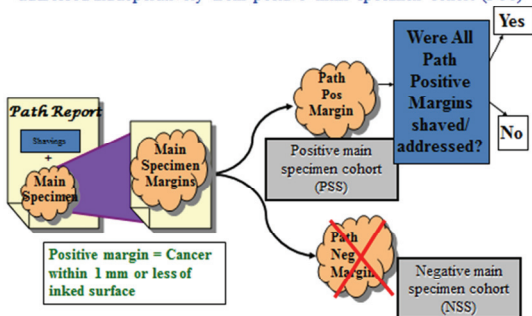 Path Report
Shavings
+
Main
Specimen
Main
Specimen
Margins
Path
Pos
Margin
Positive main
specimen cohort
(PSS)
Were All
Path
Positive
Margins
shaved/
addressed?
Yes
No
Path
Neg
Margin
Negative main
specimen cohort
(NSS)
Positive margin = Cancer
within 1 mm or less of
inked surface